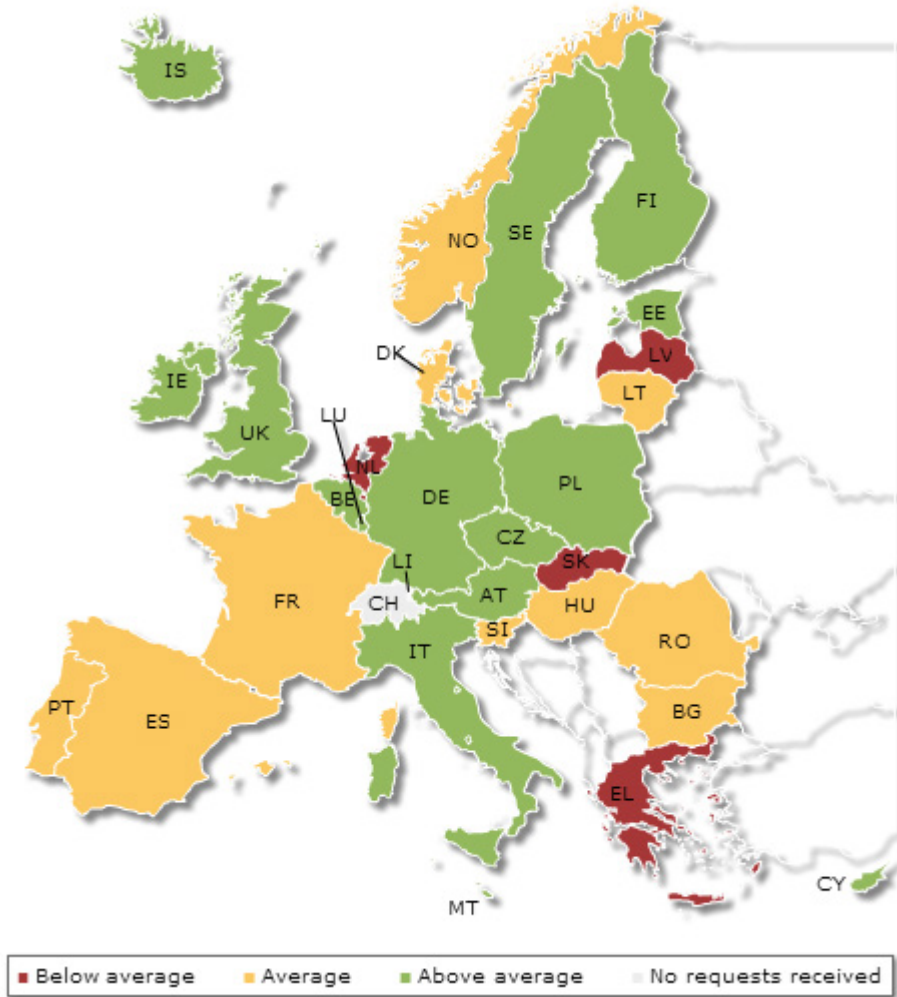 IS
NO
SE
FI
EE
LV
LT
DK
IE
UK
LU
NL
BE
DE
PL
CZ
SK
LI
CH
AT
HU
FR
SI
IT
RO
BG
PT
ES
EL
CY
MT
Below average Average Above average No requests received